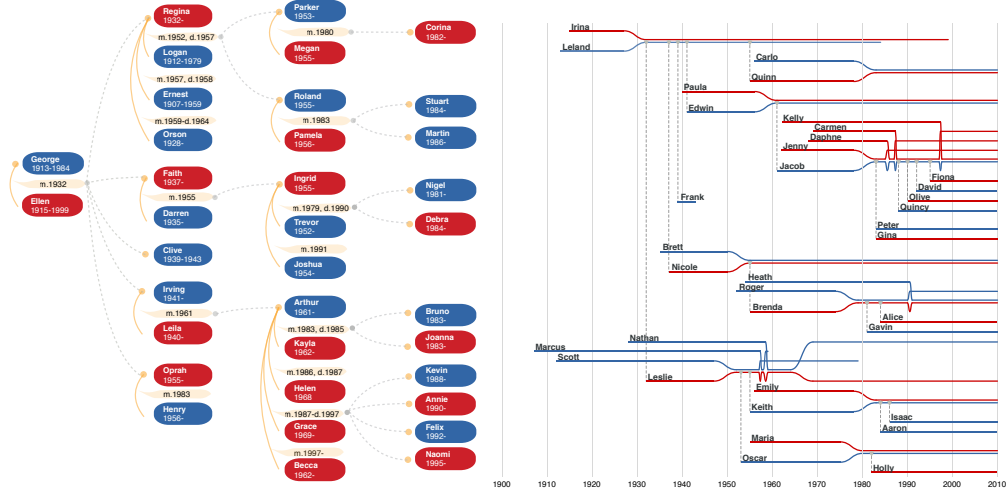 George
1913-1984
m.1932
Ellen
1915-1999
Regina
1932-
m.1952, d.1957
Logan
1912-1979
m.1957, d.1958
Ernest
1907-1959
m.1959-d.1964
Orson
1928-
Faith
1937-
m.1955
Darren
1935-
Clive
1939-1943
Irving
1941-
m.1961
Leila
1940-
Oprah
1955-
m.1983
Henry
1956-
Parker
1953-
m.1980
Megan
1955-
Roland
1955-
m.1983
Pamela
1956-
Ingrid
1955-
m.1979, d.1990
Trevor
1952-
m.1991
Joshua
1954-
Arthur
1961-
m.1983, d.1985
Kayla
1962-
m.1986, d.1987
Helen
1968
m.1987-d.1997
Grace
1969-
m.1997-
Becca
1962-
Corina
1982-
Stuart
1984-
Martin
1986-
Nigel
1981-
Debra
1984-
Bruno
1983-
Joanna
1983-
Kevin
1988-
Annie
1990-
Felix
1992-
Naomi
1995-
Irina
Leland
Carlo
Quinn
Paula
Edwin
Kelly
Carmen
Daphne
Jenny
Jacob
Fiona
David
Olive
Quincy
Frank
Peter
Gina
Brett
Nicole
Heath
Roger
Brenda
Alice
Gavin
Nathan
Marcus
Scott
Leslie
Emily
Keith
Isaac
Aaron
Maria
Oscar
Holly
1900 1910 1920 1930 1940 1950 1960 1970 1980 1990 2000 2010